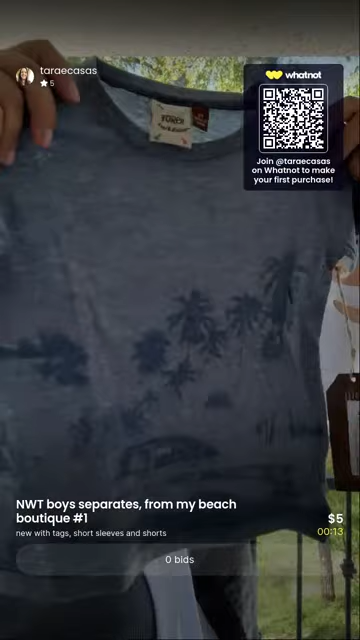 taraecasas
★ 5
whatnot
Join @taraecasas
on Whatnot to make
your first purchase!
NWT boys separates, from my beach
boutique #1
new with tags, short sleeves and shorts
$5
00:13
0 bids